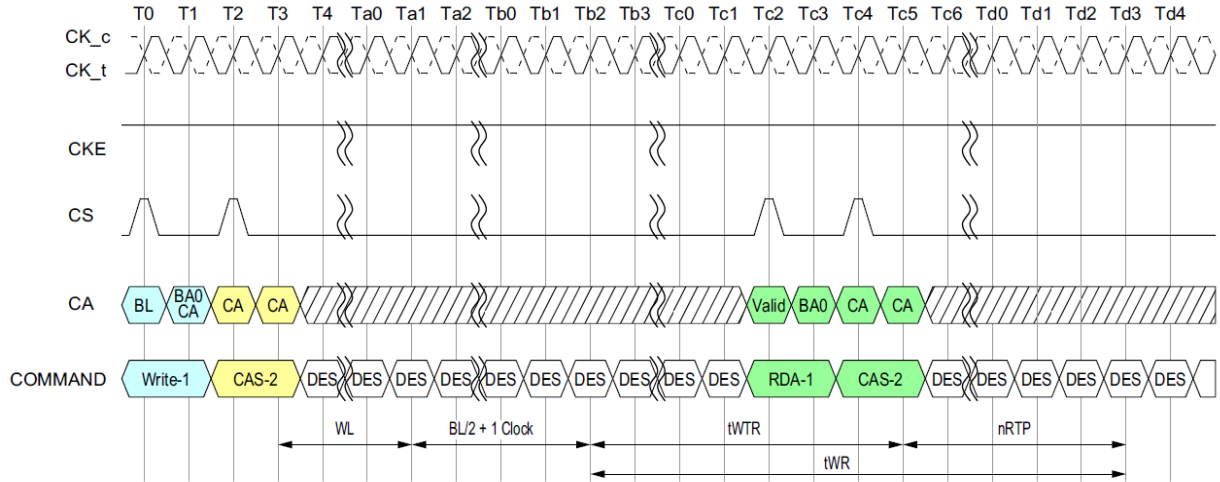 T0 T1 T2 T3 T4 Ta0 Ta1 Ta2 Tb0 Tb1 Tb2 Tb3 Tc0 Tc1 Tc2 Tc3 Tc4 Tc5 Tc6 Td0 Td1 Td2 Td3 Td4
CK_c
CK_t
CKE
CS
CA BL BA0 CA CA CA Valid BA0 CA CA
COMMAND Write-1 CAS-2 DES DES DES DES DES DES DES DES DES DES RDA-1 CAS-2 DES DES DES DES DES DES
WL BL/2 + 1 Clock tWTR nRTP
tWR